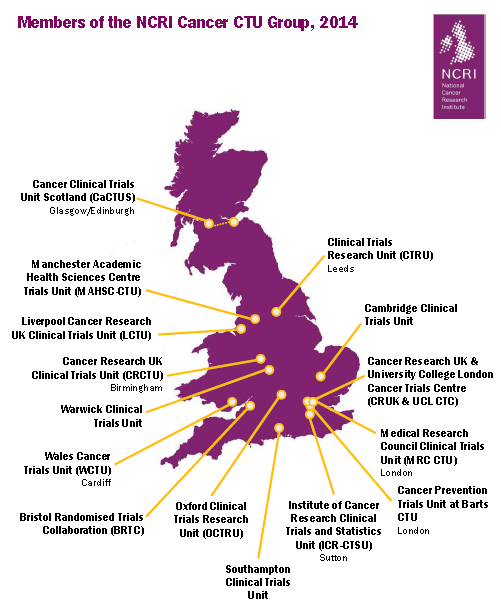 Members of the NCRI Cancer CTU Group, 2014
NCRI
National
Cancer
Research
Institute
Cancer Clinical Trials
Unit Scotland (CaCTUS)
Glasgow/Edinburgh
Clinical Trials
Research Unit (CTRU)
Leeds
Manchester Academic
Health Sciences Centre
Trials Unit (MAHSC-CTU)
Cambridge Clinical
Trials Unit
Liverpool Cancer Research
UK Clinical Trials Unit (LCTU)
Cancer Research UK
Clinical Trials Unit (CRCTU)
Birmingham
Cancer Research UK &
University College London
Cancer Trials Centre
(CRUK & UCL CTC)
Warwick Clinical
Trials Unit
Medical Research
Council Clinical Trials
Unit (MRC CTU)
London
Wales Cancer
Trials Unit (WCTU)
Cardiff
Cancer Prevention
Trials Unit at Barts
CTU
London
Bristol Randomised Trials
Collaboration (BRTC)
Oxford Clinical
Trials Research
Unit (OCTRU)
Institute of Cancer
Research Clinical
Trials and Statistics
Unit (ICR-CTSU)
Sutton
Southampton
Clinical Trials
Unit